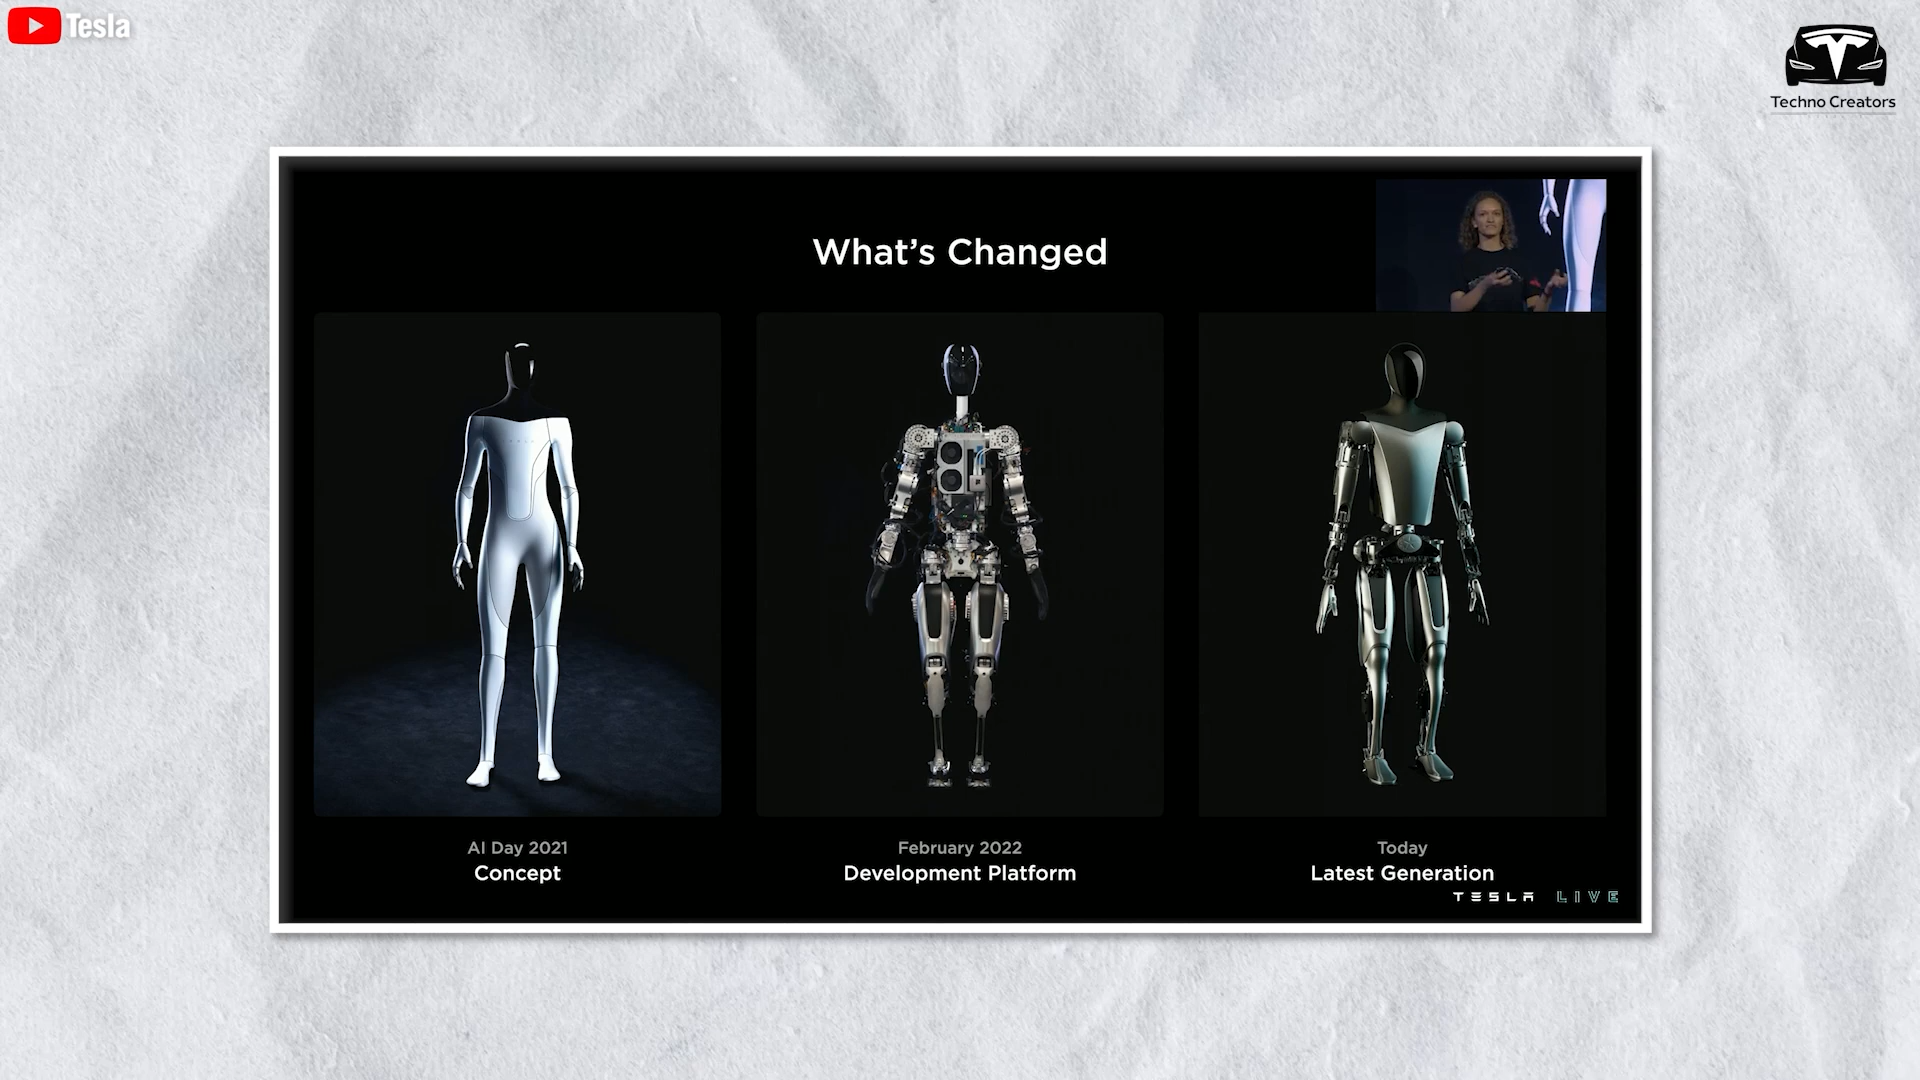 Tesla
Techno Creators
What's Changed
AI Day 2021
Concept
February 2022
Development Platform
Today
Latest Generation
TESLA LIVE